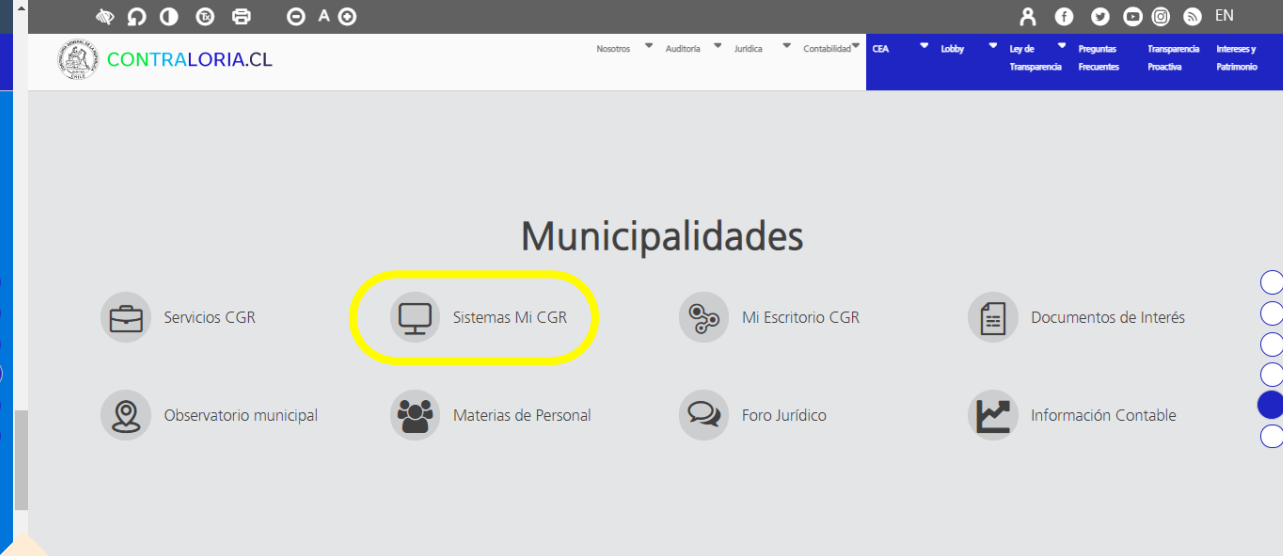 A
EN
CONTRALORIA.CL
Nosotros
Auditoría
Jurídica
Contabilidad
CEA
Lobby
Ley de
Transparencia
Preguntas
Frecuentes
Transparencia
Proactiva
Intereses y
Patrimonio
Municipalidades
Servicios CGR
Sistemas Mi CGR
Mi Escritorio CGR
Documentos de Interés
Observatorio municipal
Materias de Personal
Foro Jurídico
Información Contable